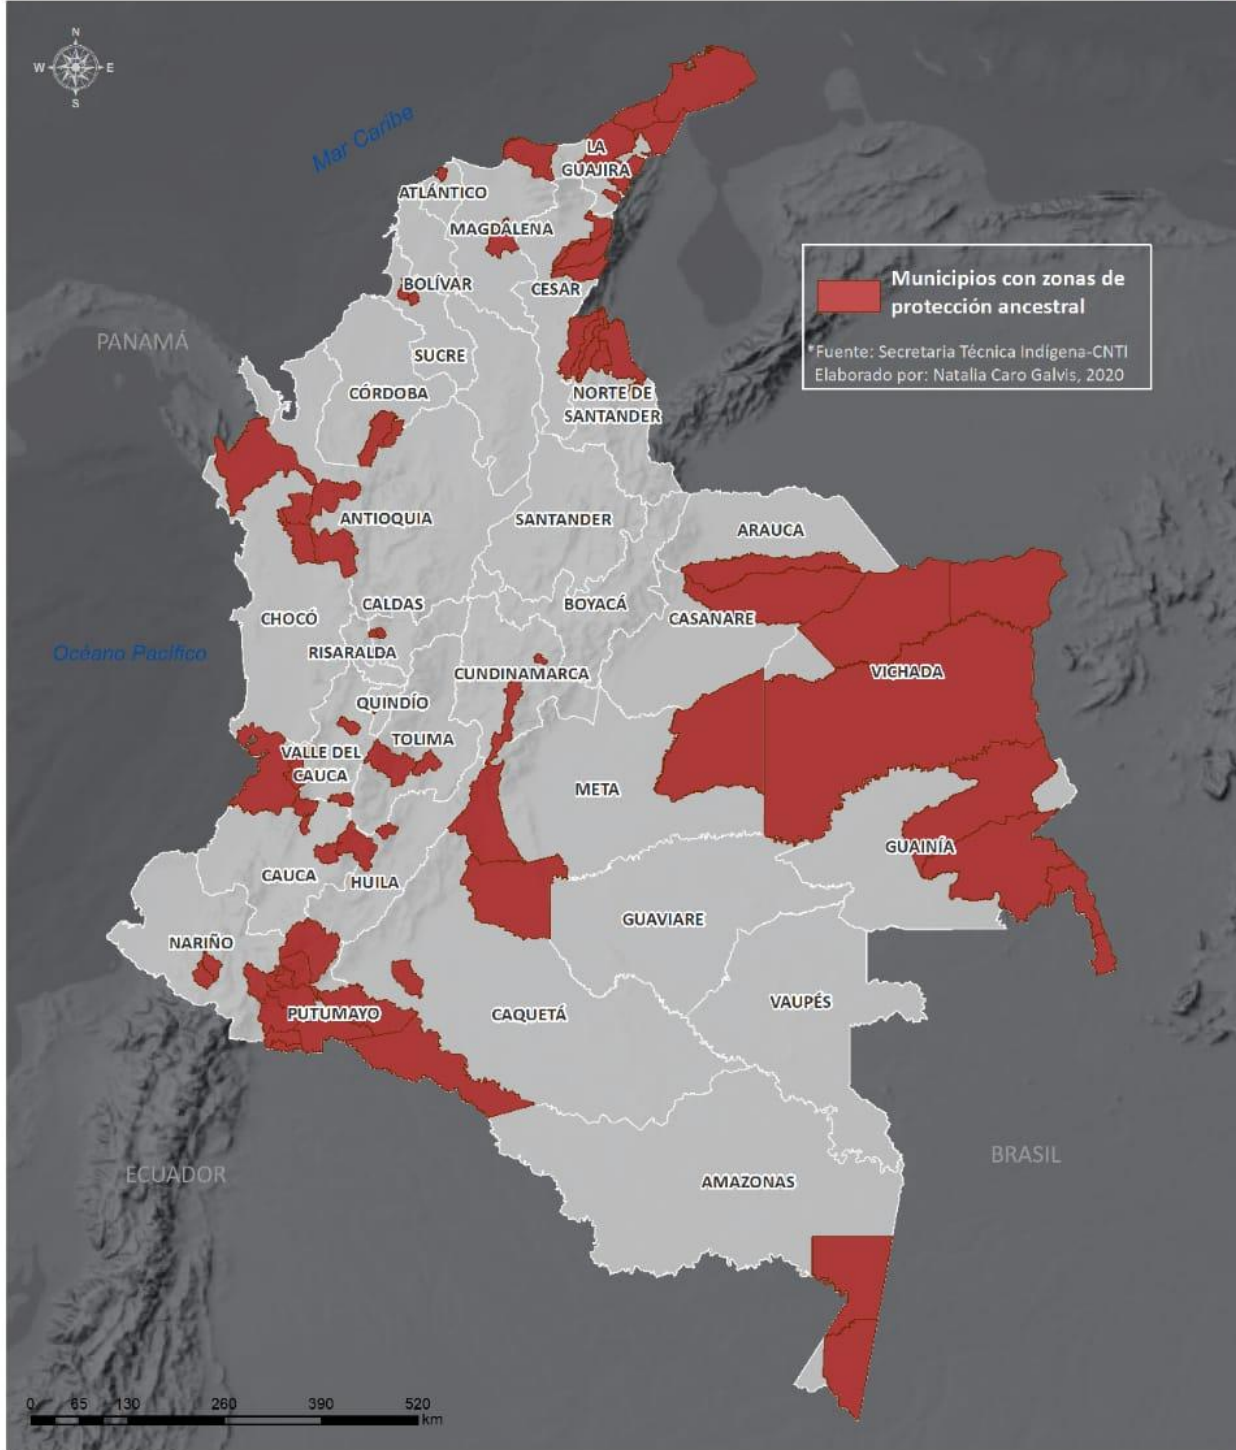 N
W E
S
Mar Caribe
LA
GUAJIRA
ATLÁNTICO
MAGDALENA
BOLÍVAR
CESAR
Municipios con zonas de
protección ancestral
*Fuente: Secretaria Técnica Indígena-CNTI
Elaborado por: Natalia Caro Galvis, 2020
PANAMÁ
SUCRE
CÓRDOBA
NORTE DE
SANTANDER
ANTIOQUIA
SANTANDER
ARAUCA
CALDAS
BOYACÁ
CHOCÓ
CASANARE
Océano Pacífico
RISARALDA
CUNDINAMARCA
VICHADA
QUINDÍO
TOLIMA
VALLE DEL
CAUCA
META
GUAINÍA
CAUCA
HUILA
GUAVIARE
NARIÑO
VAUPÉS
PUTUMAYO
CAQUETÁ
BRASIL
ECUADOR
AMAZONAS
0 65 130 260 390 520
km